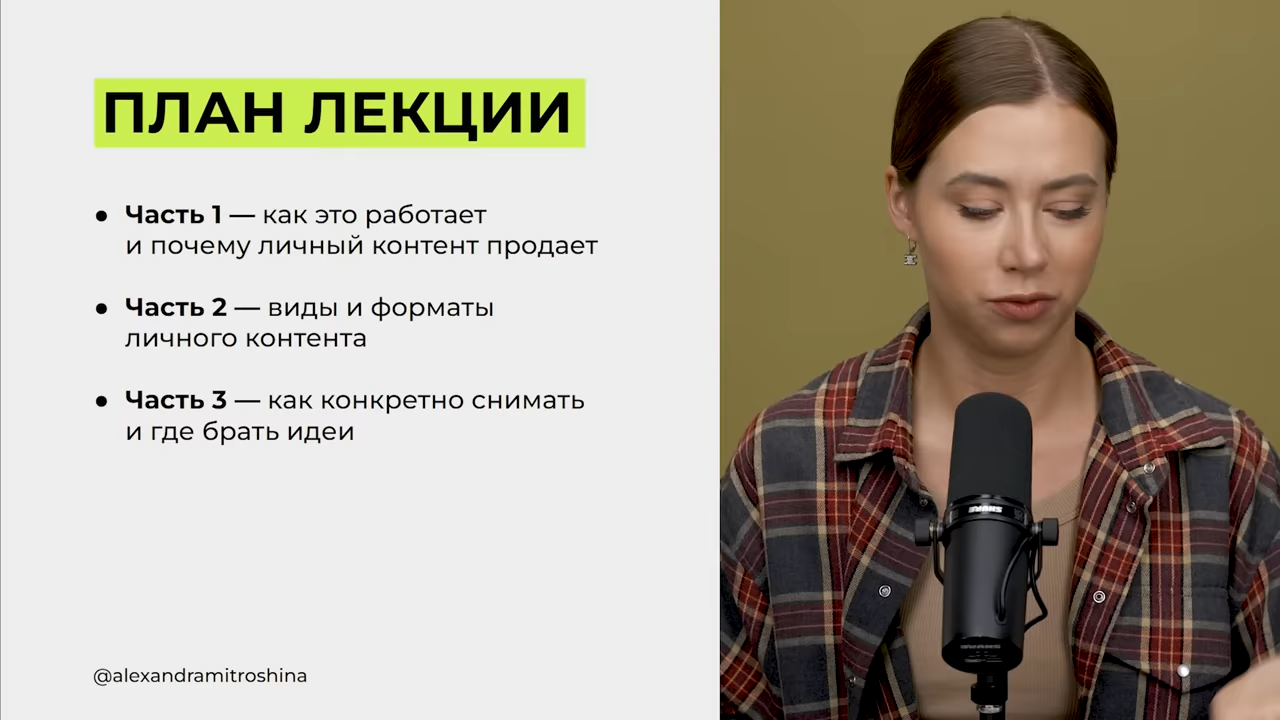 ПЛАН ЛЕКЦИИ
● Часть 1 — как это работает
и почему личный контент продает
● Часть 2 — виды и форматы
личного контента
● Часть 3 — как конкретно снимать
и где брать идеи
@alexandramitroshina
SHURE